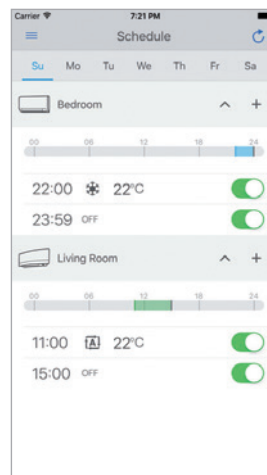 Carrier 7:21 PM
Schedule
Su Mo Tu We Th Fr Sa
Bedroom
00 06 12 18 24
22:00 22°C
23:59 OFF
Living Room
00 06 12 18 24
11:00 A 22°C
15:00 OFF